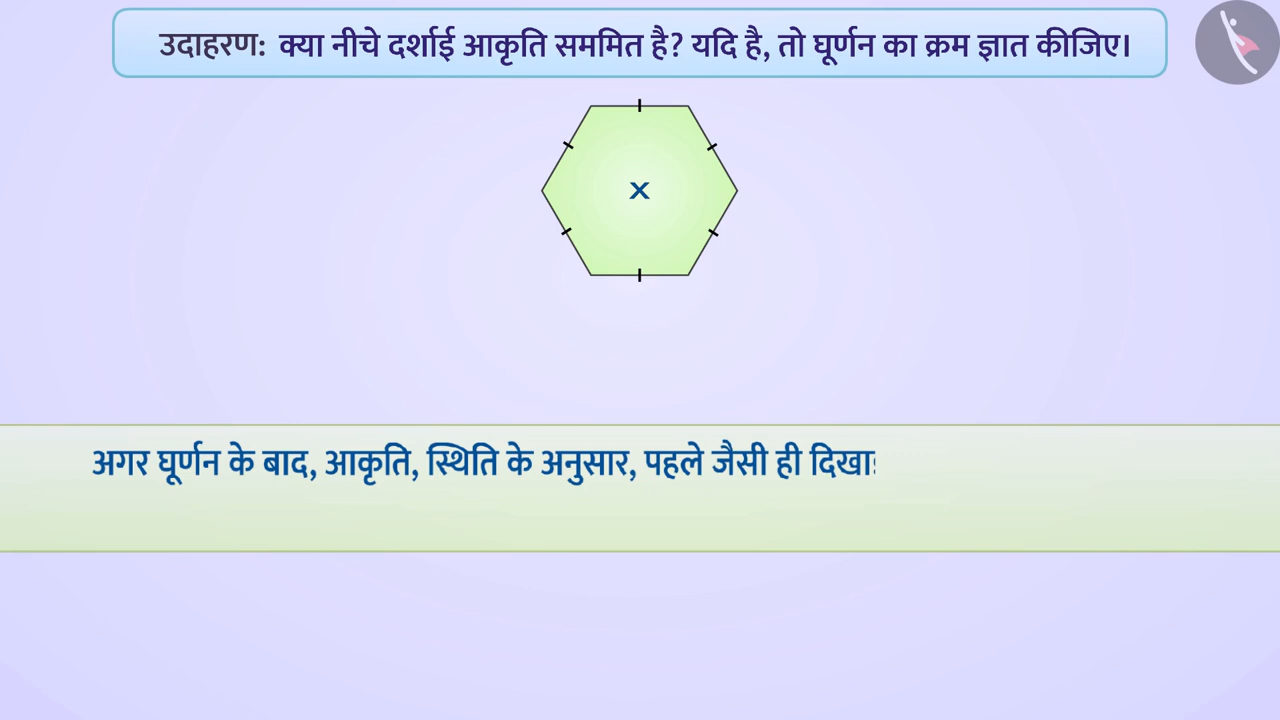 उदाहरण: क्या नीचे दर्शाई आकृति सममित है? यदि है, तो घूर्णन का क्रम ज्ञात कीजिए।
x
अगर घूर्णन के बाद, आकृति, स्थिति के अनुसार, पहले जैसी ही